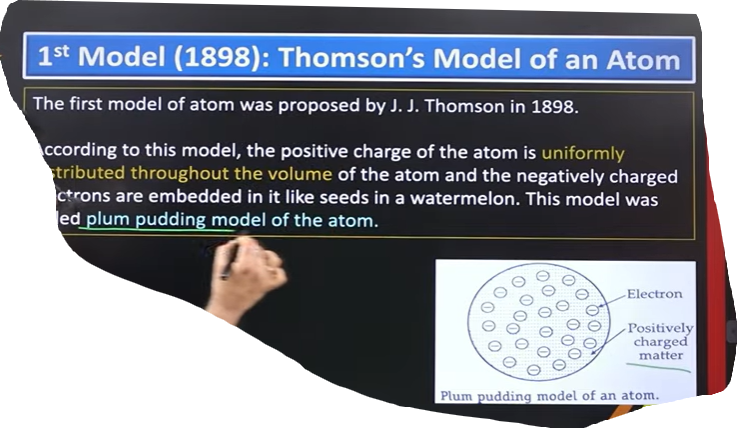 1st Model (1898): Thomson's Model of an Atom
The first model of atom was proposed by J. J. Thomson in 1898.
ccording to this model, the positive charge of the atom is uniformly
tributed throughout the volume of the atom and the negatively charged
ctrons are embedded in it like seeds in a watermelon. This model was
led plum pudding model of the atom.
Electron
Positively
charged
matter
Plum pudding model of an atom.